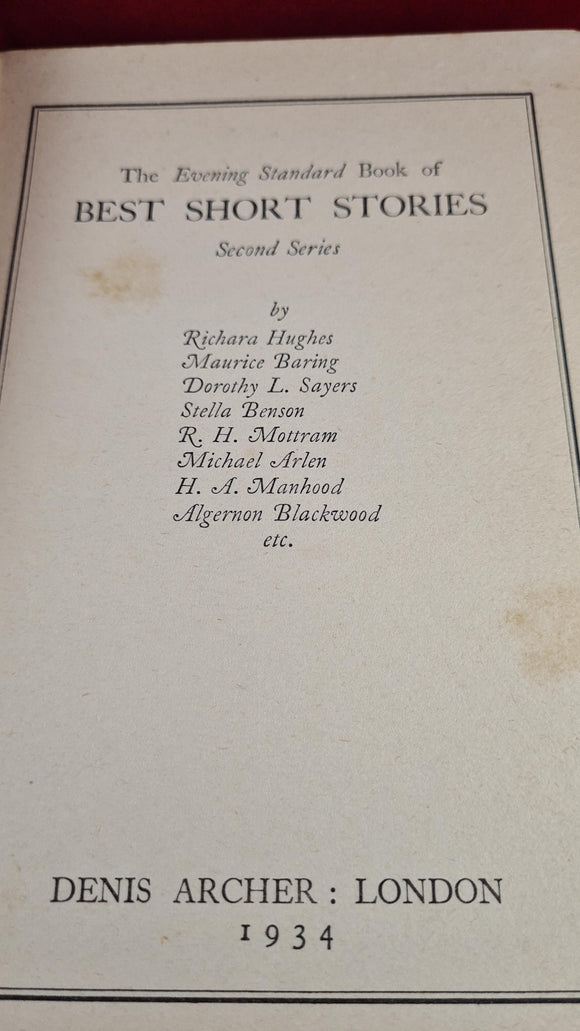 The Evening Standard Book of
BEST SHORT STORIES
Second Series
by
Richara Hughes
Maurice Baring
Dorothy L. Sayers
Stella Benson
R. H. Mottram
Michael Arlen
H. A. Manhood
Algernon Blackwood
etc.
DENIS ARCHER : LONDON
1934